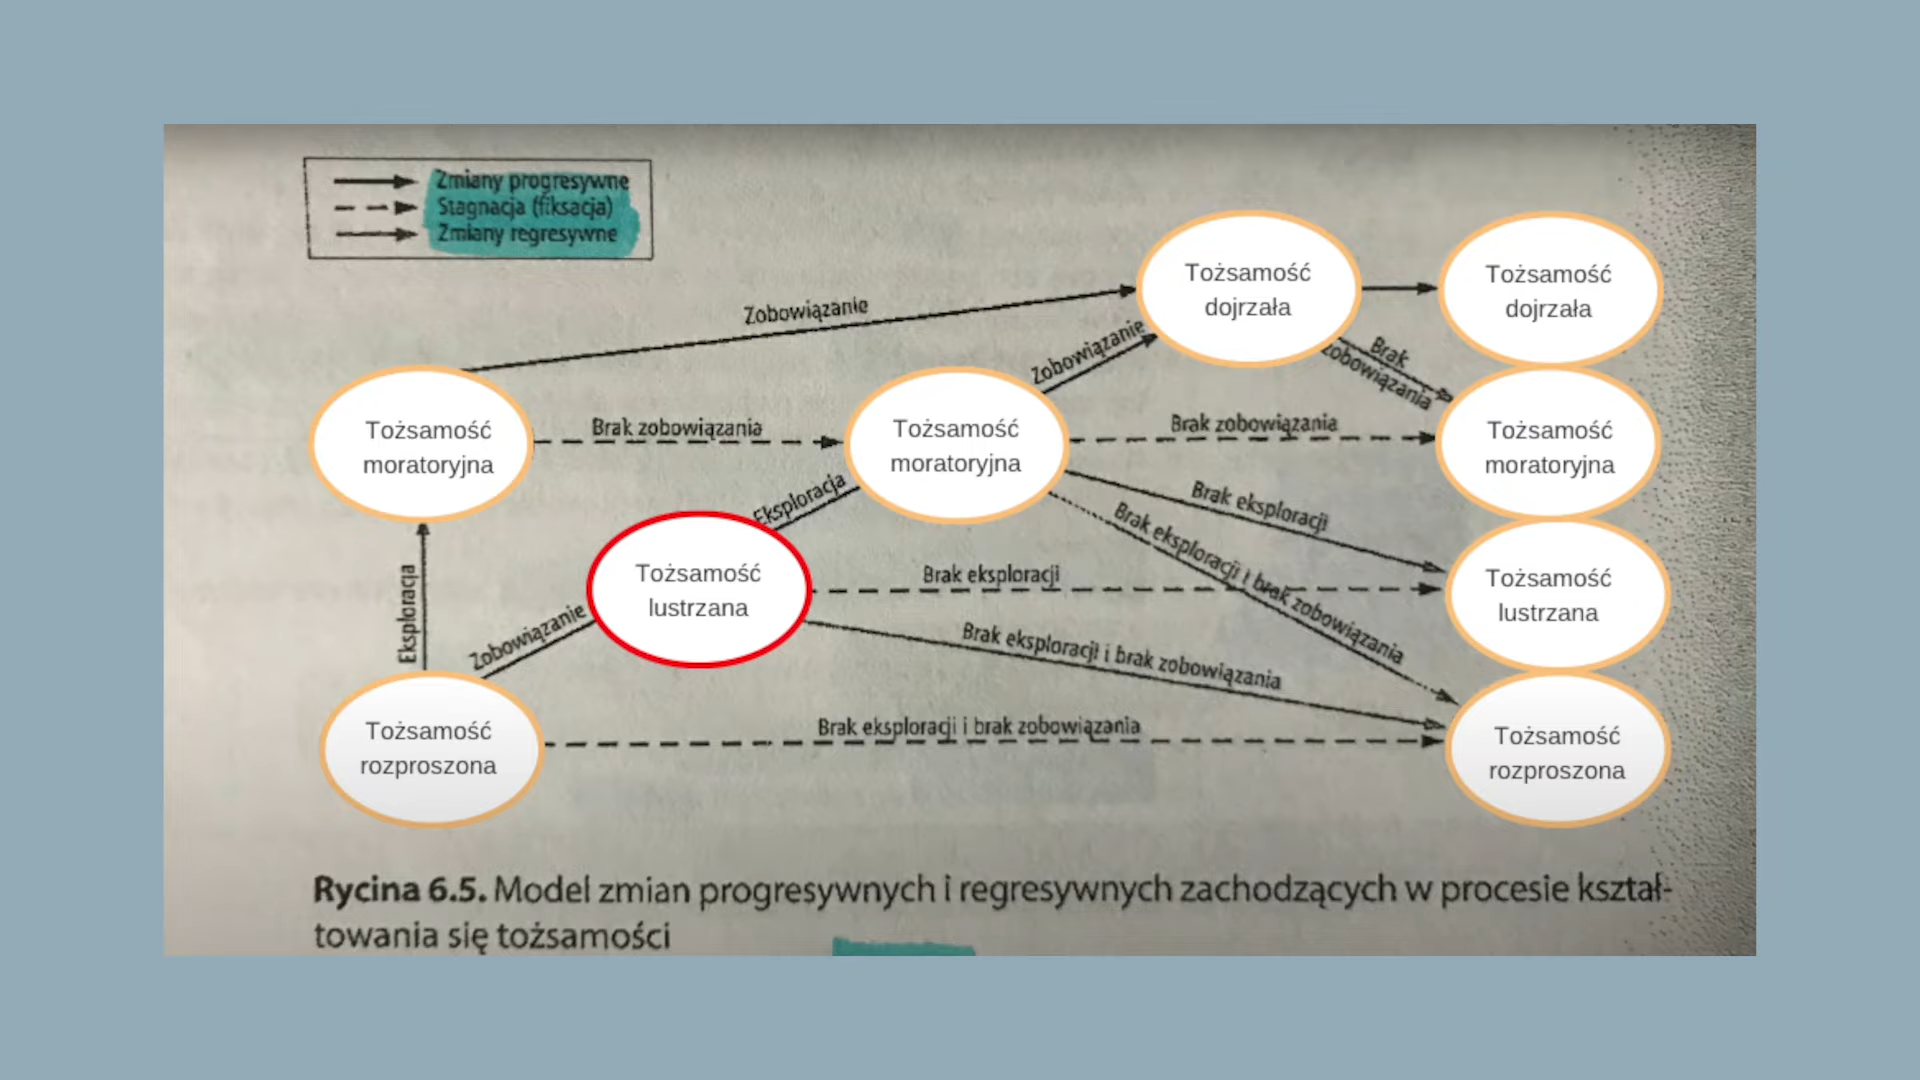 Zmiany progresywne
Stagnacja (fiksacja)
Zmiany regresywne
Tożsamość
dojrzała
Tożsamość
dojrzała
Zobowiązanie
Zobowiązanie
Brak
zobowiązania
Tożsamość
moratoryjna
Brak zobowiązania
Tożsamość
moratoryjna
Brak zobowiązania
Tożsamość
moratoryjna
Eksploracja
Brak eksploracji
Brak eksploracji i brak zobowiązania
Eksploracja
Zobowiązanie
Tożsamość
lustrzana
Brak eksploracji
Tożsamość
lustrzana
Brak eksploracji i brak zobowiązania
Tożsamość
rozproszona
Brak eksploracji i brak zobowiązania
Tożsamość
rozproszona
Rycina 6.5. Model zmian progresywnych i regresywnych zachodzących w procesie kształ-
towania się tożsamości